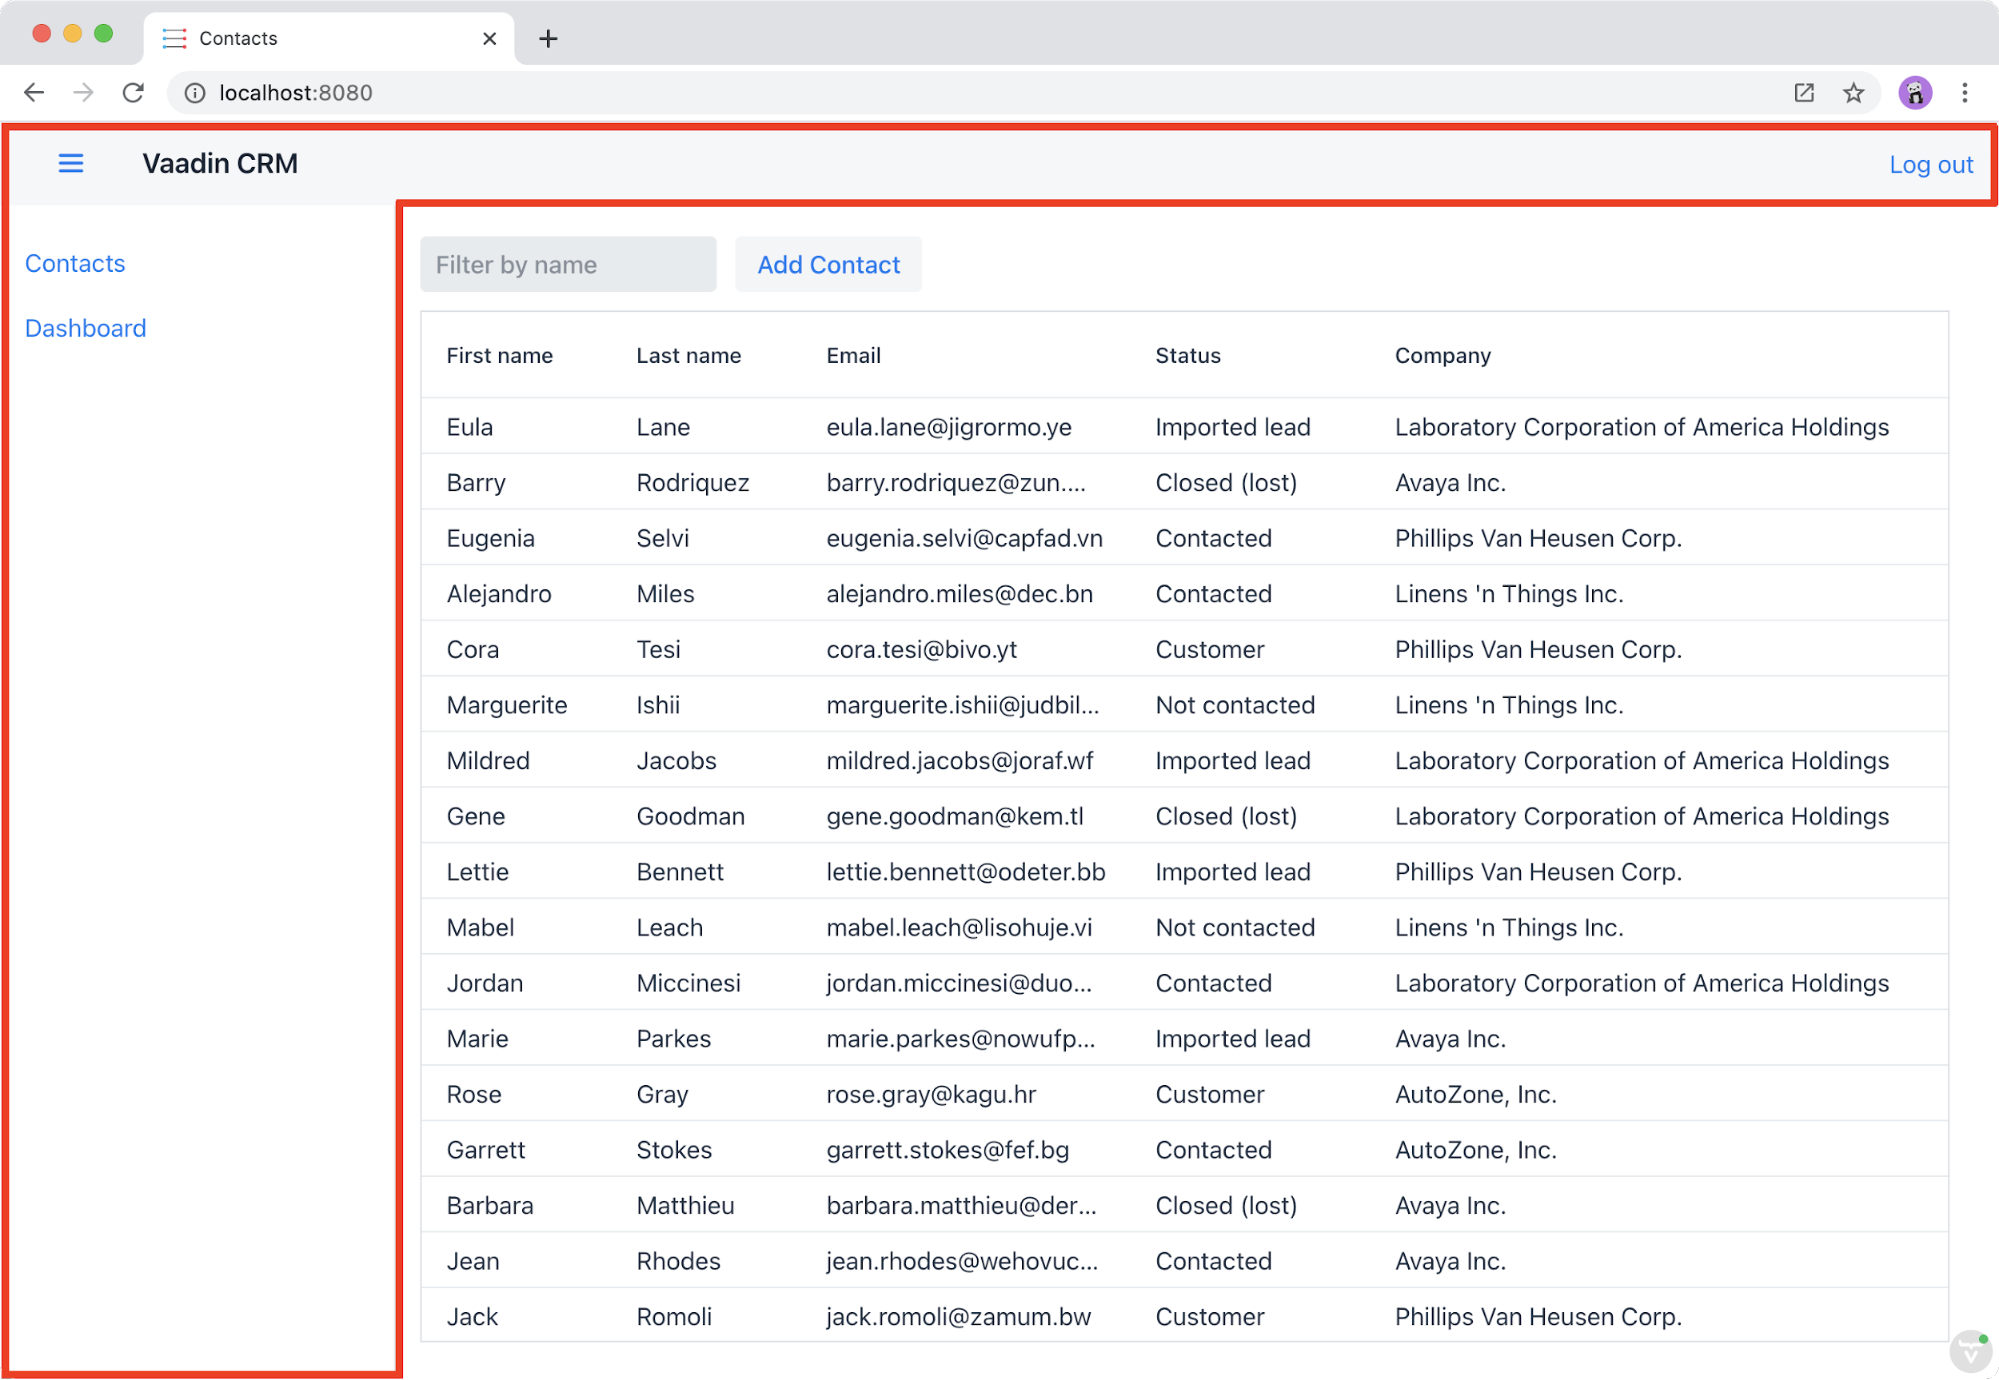 Contacts
localhost:8080
Vaadin CRM Log out
Contacts
Dashboard
Filter by name Add Contact
First name Last name Email Status Company
Eula Lane eula.lane@jigrormo.ye Imported lead Laboratory Corporation of America Holdings
Barry Rodriquez barry.rodriquez@zun.... Closed (lost) Avaya Inc.
Eugenia Selvi eugenia.selvi@capfad.vn Contacted Phillips Van Heusen Corp.
Alejandro Miles alejandro.miles@dec.bn Contacted Linens 'n Things Inc.
Cora Tesi cora.tesi@bivo.yt Customer Phillips Van Heusen Corp.
Marguerite Ishii marguerite.ishii@judbil... Not contacted Linens 'n Things Inc.
Mildred Jacobs mildred.jacobs@joraf.wf Imported lead Laboratory Corporation of America Holdings
Gene Goodman gene.goodman@kem.tl Closed (lost) Laboratory Corporation of America Holdings
Lettie Bennett lettie.bennett@odeter.bb Imported lead Phillips Van Heusen Corp.
Mabel Leach mabel.leach@lisohuje.vi Not contacted Linens 'n Things Inc.
Jordan Miccinesi jordan.miccinesi@duo... Contacted Laboratory Corporation of America Holdings
Marie Parkes marie.parkes@nowufp... Imported lead Avaya Inc.
Rose Gray rose.gray@kagu.hr Customer AutoZone, Inc.
Garrett Stokes garrett.stokes@fef.bg Contacted AutoZone, Inc.
Barbara Matthieu barbara.matthieu@der... Closed (lost) Avaya Inc.
Jean Rhodes jean.rhodes@wehovuc... Contacted Avaya Inc.
Jack Romoli jack.romoli@zamum.bw Customer Phillips Van Heusen Corp.